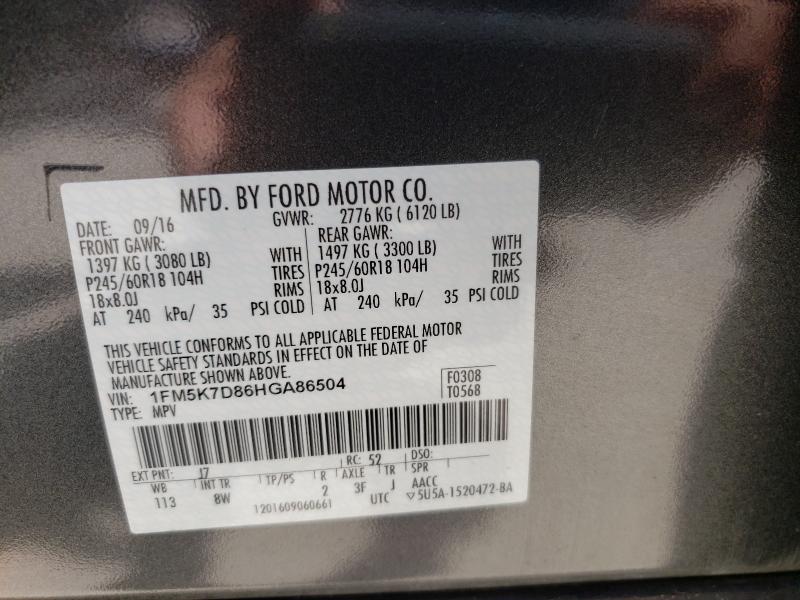 MFD. BY FORD MOTOR CO.
DATE: 09/16 GVWR: 2776 KG ( 6120 LB)
FRONT GAWR: REAR GAWR:
1397 KG ( 3080 LB) WITH 1497 KG ( 3300 LB) WITH
P245/60R18 104H TIRES P245/60R18 104H TIRES
18x8.0J RIMS 18x8.0J RIMS
AT 240 kPa/ 35 PSI COLD AT 240 kPa/ 35 PSI COLD
THIS VEHICLE CONFORMS TO ALL APPLICABLE FEDERAL MOTOR
VEHICLE SAFETY STANDARDS IN EFFECT ON THE DATE OF
MANUFACTURE SHOWN ABOVE.
VIN: 1FM5K7D86HGA86504 F0308
TYPE: MPV T0568
EXT PNT: J7 RC: 52 DSO:
WB INT TR TP/PS R AXLE TR SPR
113 8W 2 3F J AACC
1201609060661 UTC ▽5U5A-1520472-BA